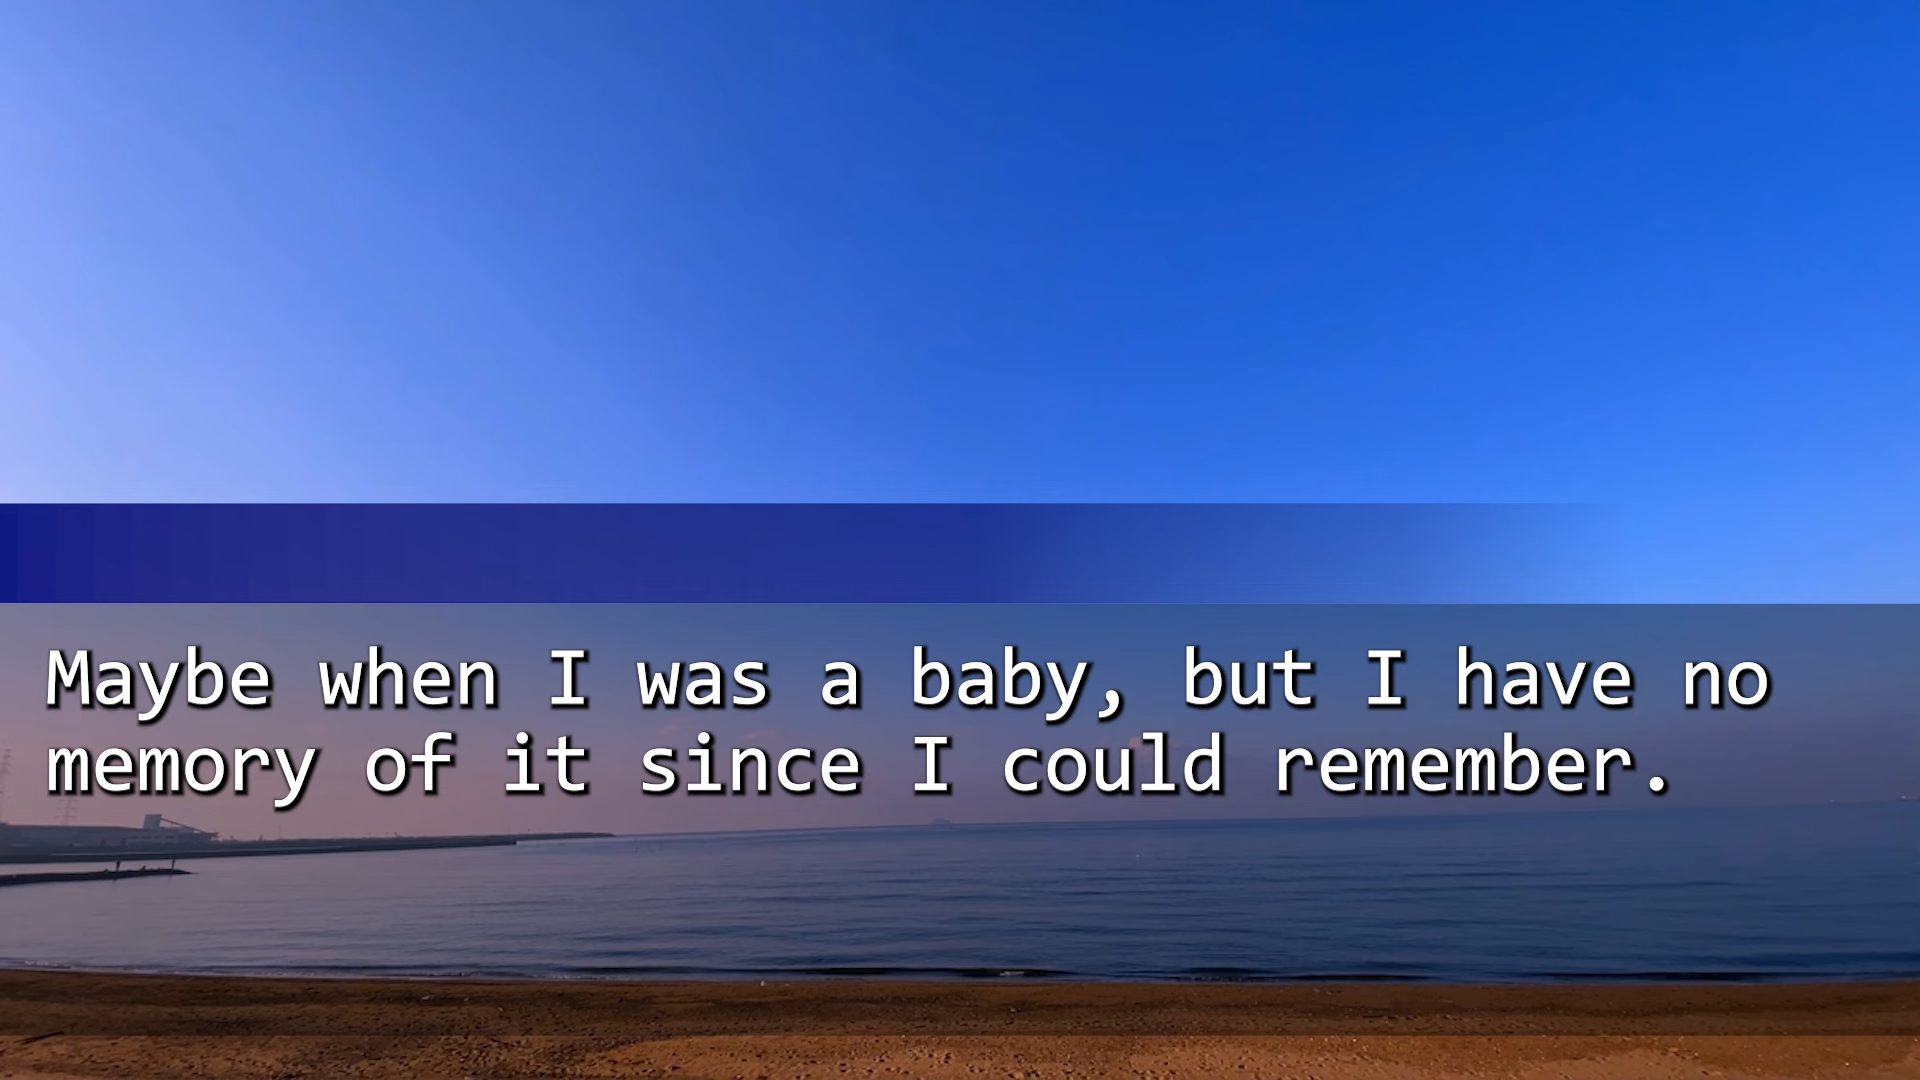 Maybe when I was a baby, but I have no
memory of it since I could remember.